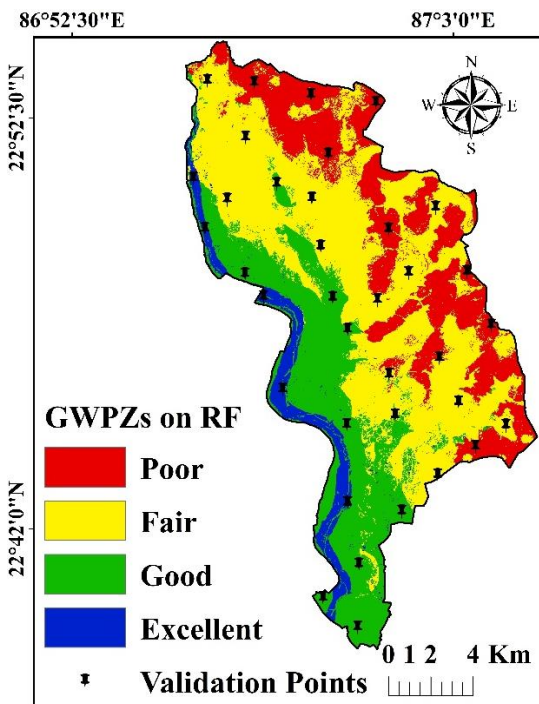 86°52'30"E 87°3'0"E
22°52'30"N
N
W E
S
22°42'0"N
GWPZs on RF
Poor
Fair
Good
Excellent
Validation Points
0 1 2 4 Km